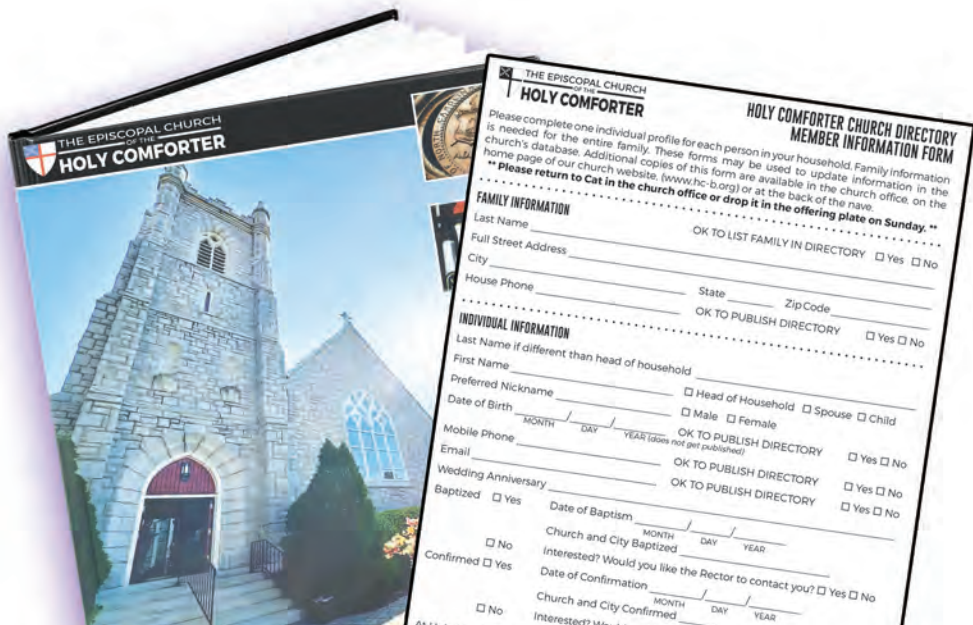 THE EPISCOPAL CHURCH
OF THE
HOLY COMFORTER
THE EPISCOPAL CHURCH
OF THE
HOLY COMFORTER
HOLY COMFORTER CHURCH DIRECTORY
MEMBER INFORMATION FORM
Please complete one individual profile for each person in your household. Family information
is needed for the entire family. These forms may be used to update information in the
church's database. Additional copies of this form are available in the church office, on the
home page of our church website, (www.hc-b.org) or at the back of the nave.
** Please return to Cat in the church office or drop it in the offering plate on Sunday. **
FAMILY INFORMATION
Last Name OK TO LIST FAMILY IN DIRECTORY ☐ Yes ☐ No
Full Street Address
City State Zip Code
House Phone OK TO PUBLISH DIRECTORY ☐ Yes ☐ No
INDIVIDUAL INFORMATION
Last Name if different than head of household
First Name ☐ Head of Household ☐ Spouse ☐ Child
Preferred Nickname ☐ Male ☐ Female
Date of Birth / / OK TO PUBLISH DIRECTORY ☐ Yes ☐ No
MONTH DAY YEAR (does not get published)
Mobile Phone OK TO PUBLISH DIRECTORY ☐ Yes ☐ No
Email OK TO PUBLISH DIRECTORY ☐ Yes ☐ No
Wedding Anniversary
Baptized ☐ Yes Date of Baptism / /
MONTH DAY YEAR
Church and City Baptized
☐ No Interested? Would you like the Rector to contact you? ☐ Yes ☐ No
Confirmed ☐ Yes Date of Confirmation / /
MONTH DAY YEAR
Church and City Confirmed
☐ No Interested?